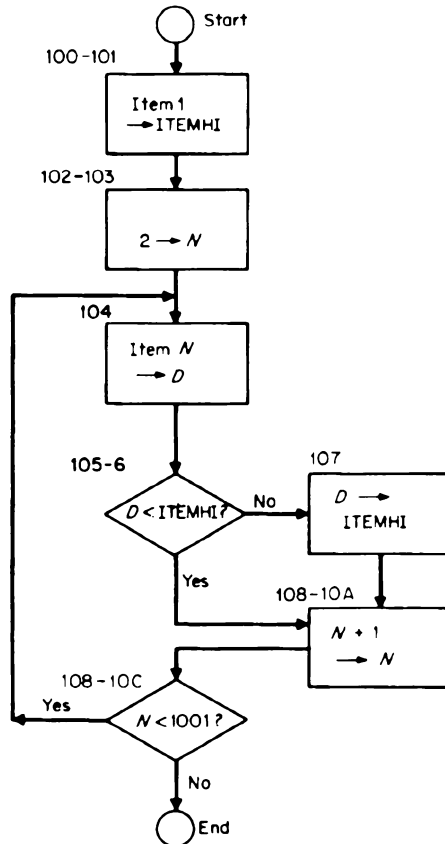 Start
100-101
Item 1
→ ITEMHI
102-103
2 → N
104
Item N
→ D
105-6
D < ITEMHI?
No
Yes
107
D →
ITEMHI
108-10A
N + 1
→ N
108-10C
N < 1001?
Yes
No
End